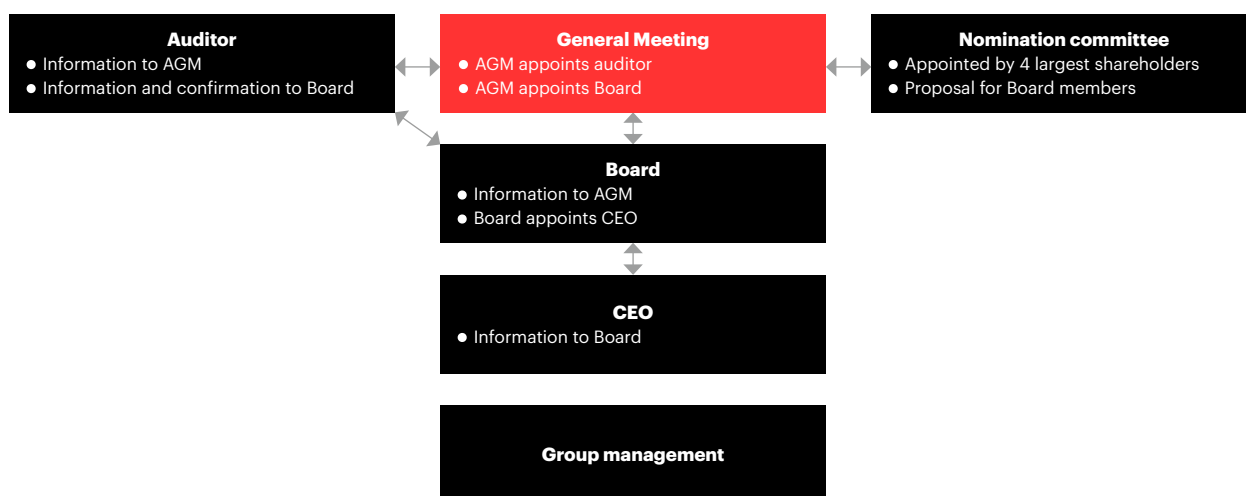 Auditor
● Information to AGM
● Information and confirmation to Board
General Meeting
● AGM appoints auditor
● AGM appoints Board
Nomination committee
● Appointed by 4 largest shareholders
● Proposal for Board members
Board
● Information to AGM
● Board appoints CEO
CEO
● Information to Board
Group management